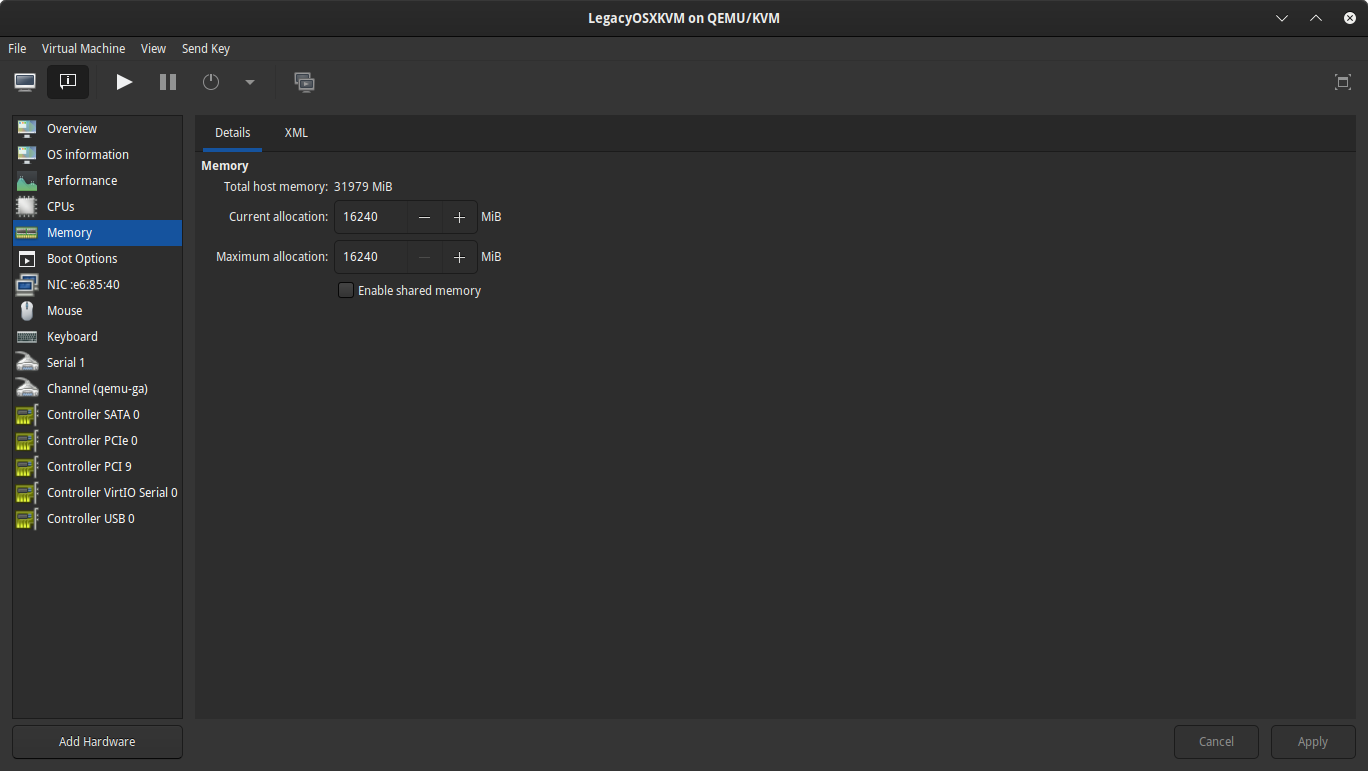 LegacyOSXKVM on QEMU/KVM
File Virtual Machine View Send Key
Overview
OS information
Performance
CPUs
Memory
Boot Options
NIC :e6:85:40
Mouse
Keyboard
Serial 1
Channel (qemu-ga)
Controller SATA 0
Controller PCIe 0
Controller PCI 9
Controller VirtIO Serial 0
Controller USB 0
Add Hardware
Details XML
Memory
Total host memory: 31979 MiB
Current allocation: 16240 MiB
Maximum allocation: 16240 MiB
Enable shared memory
Cancel Apply